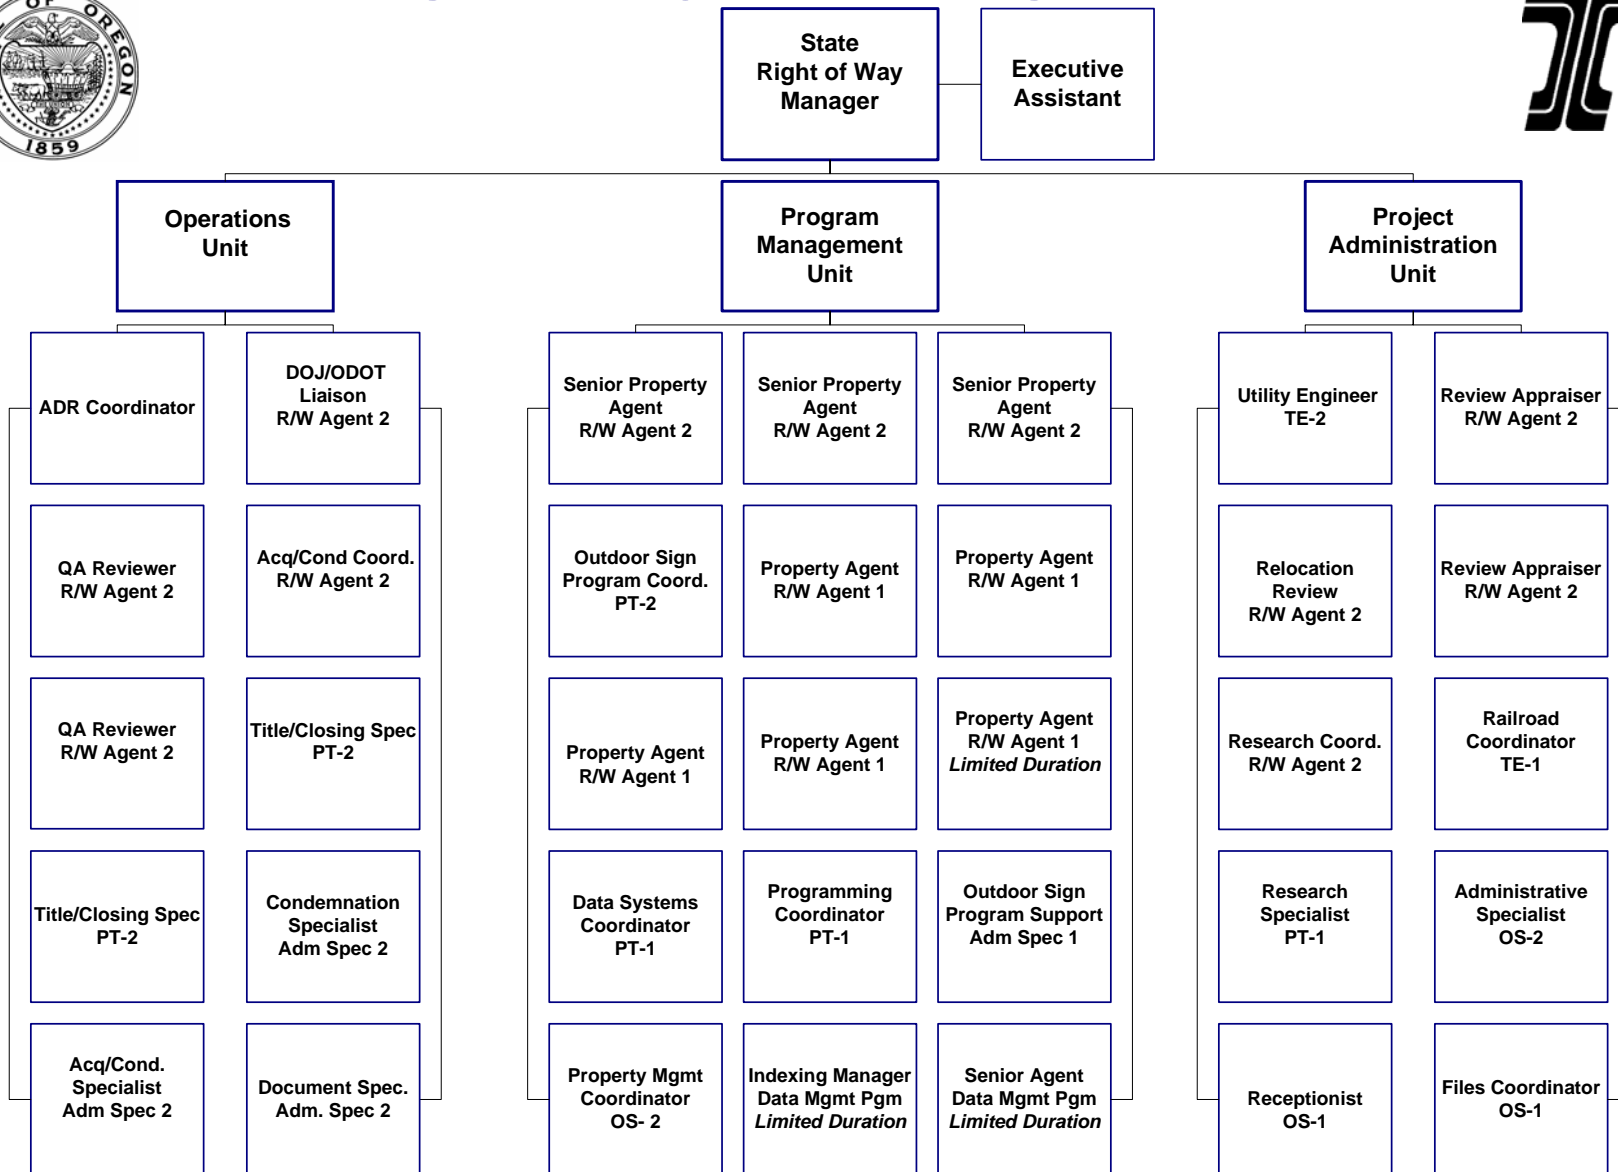 OF OREGON
THE UNION
1859
State
Right of Way
Manager
Executive
Assistant
Operations
Unit
Program
Management
Unit
Project
Administration
Unit
ADR Coordinator
DOJ/ODOT
Liaison
R/W Agent 2
Senior Property
Agent
R/W Agent 2
Senior Property
Agent
R/W Agent 2
Senior Property
Agent
R/W Agent 2
Utility Engineer
TE-2
Review Appraiser
R/W Agent 2
QA Reviewer
R/W Agent 2
Acq/Cond Coord.
R/W Agent 2
Outdoor Sign
Program Coord.
PT-2
Property Agent
R/W Agent 1
Property Agent
R/W Agent 1
Relocation
Review
R/W Agent 2
Review Appraiser
R/W Agent 2
QA Reviewer
R/W Agent 2
Title/Closing Spec
PT-2
Property Agent
R/W Agent 1
Property Agent
R/W Agent 1
Property Agent
R/W Agent 1
Limited Duration
Research Coord.
R/W Agent 2
Railroad
Coordinator
TE-1
Title/Closing Spec
PT-2
Condemnation
Specialist
Adm Spec 2
Data Systems
Coordinator
PT-1
Programming
Coordinator
PT-1
Outdoor Sign
Program Support
Adm Spec 1
Research
Specialist
PT-1
Administrative
Specialist
OS-2
Acq/Cond.
Specialist
Adm Spec 2
Document Spec.
Adm. Spec 2
Property Mgmt
Coordinator
OS- 2
Indexing Manager
Data Mgmt Pgm
Limited Duration
Senior Agent
Data Mgmt Pgm
Limited Duration
Receptionist
OS-1
Files Coordinator
OS-1